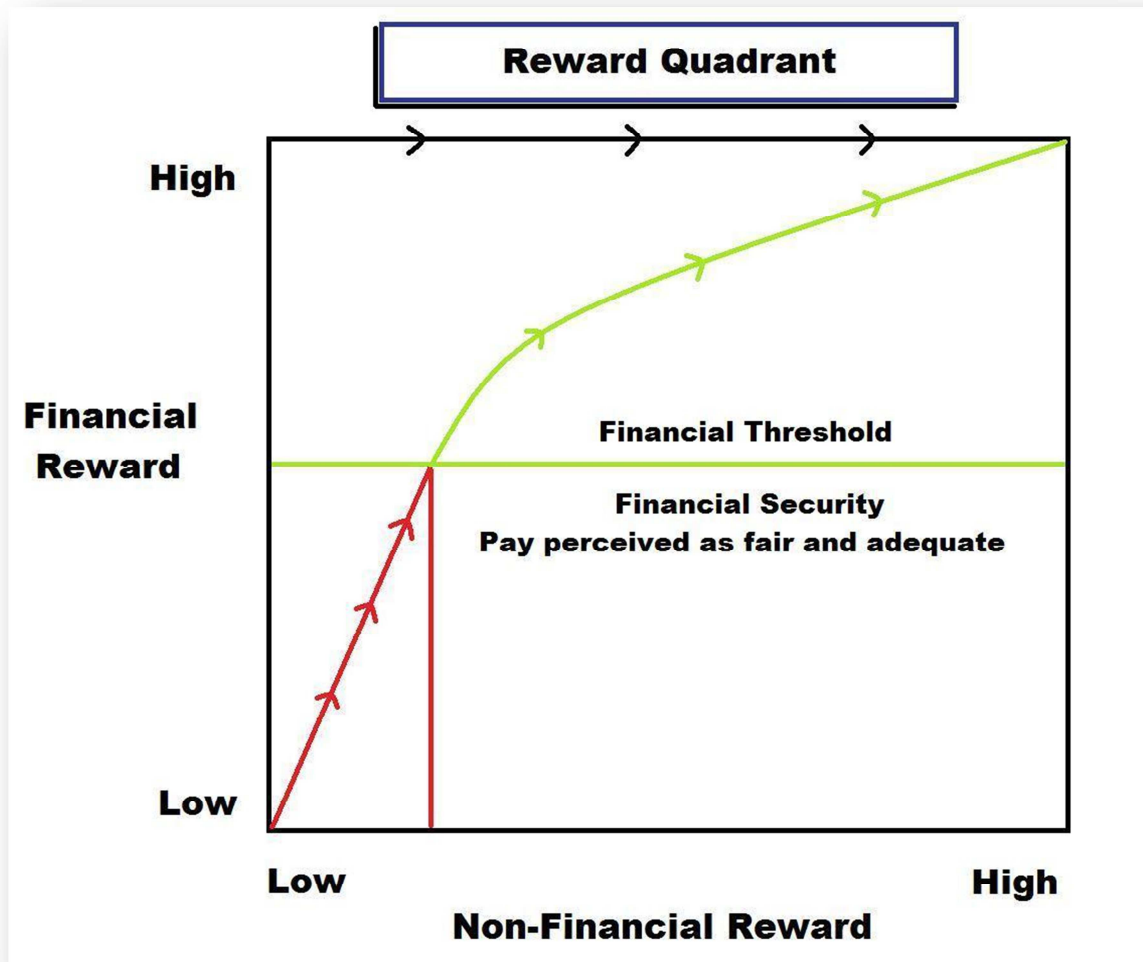 Reward Quadrant
High
Financial
Reward
Financial Threshold
Financial Security
Pay perceived as fair and adequate
Low
Low
High
Non-Financial Reward